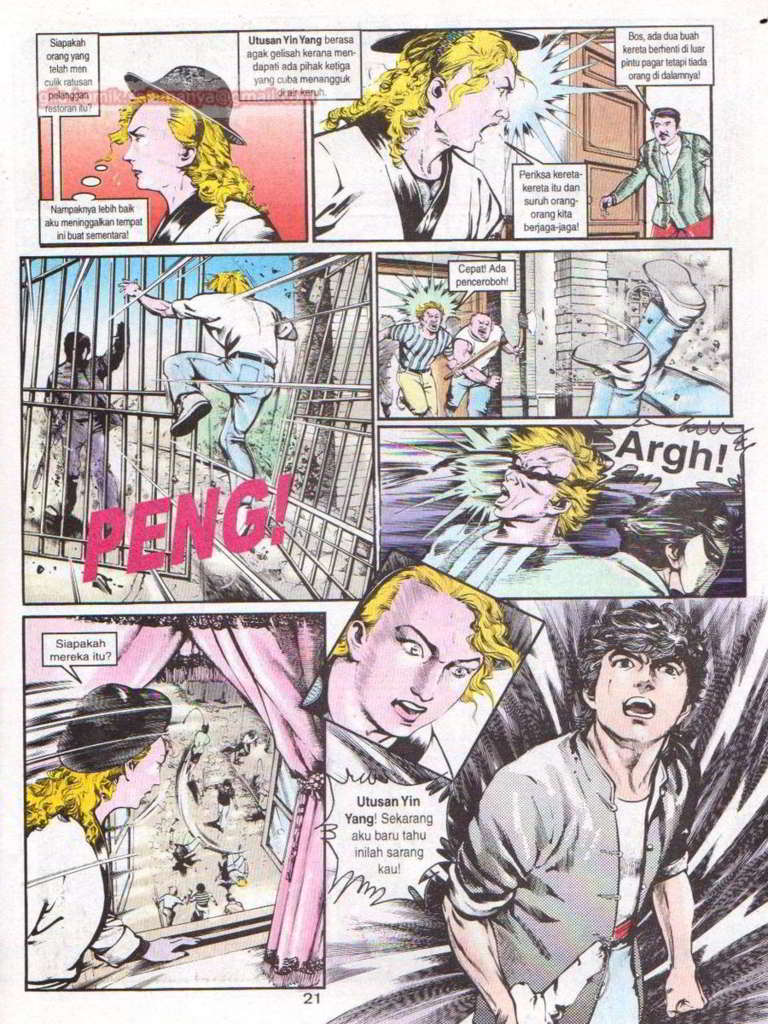 Siapakah
orang yang
telah men
culik ratusan
pelanggan
restoran itu?
Nampaknya lebih baik
aku meninggalkan tempat
ini buat sementara!
Utusan Yin Yang berasa
agak gelisah kerana men-
dapati ada pihak ketiga
yang cuba menangguk
di air keruh.
Bos, ada dua buah
kereta berhenti di luar
pintu pagar tetapi tiada
orang di dalamnya!
Periksa kereta-
kereta itu dan
suruh orang-
orang kita
berjaga-jaga!
PENG!
Cepat! Ada
penceroboh!
Argh!
Siapakah
mereka itu?
Utusan Yin
Yang! Sekarang
aku baru tahu
inilah sarang
kau!
21